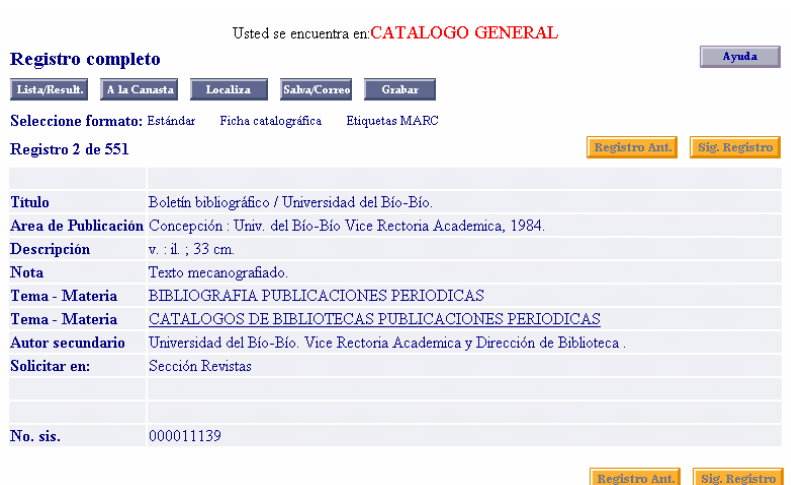 Usted se encuentra en:CATALOGO GENERAL
Registro completo
Ayuda
Lista/Result. A la Canasta Localiza Salva/Correo Grabar
Seleccione formato: Estándar Ficha catalográfica Etiquetas MARC
Registro 2 de 551
Registro Ant. Sig. Registro
Título Boletín bibliográfico / Universidad del Bío-Bío.
Area de Publicación Concepción : Univ. del Bío-Bío Vice Rectoria Academica, 1984.
Descripción v. : il. ; 33 cm.
Nota Texto mecanografiado.
Tema - Materia BIBLIOGRAFIA PUBLICACIONES PERIODICAS
Tema - Materia CATALOGOS DE BIBLIOTECAS PUBLICACIONES PERIODICAS
Autor secundario Universidad del Bío-Bío. Vice Rectoria Academica y Dirección de Biblioteca .
Solicitar en: Sección Revistas
No. sis. 000011139
Registro Ant. Sig. Registro